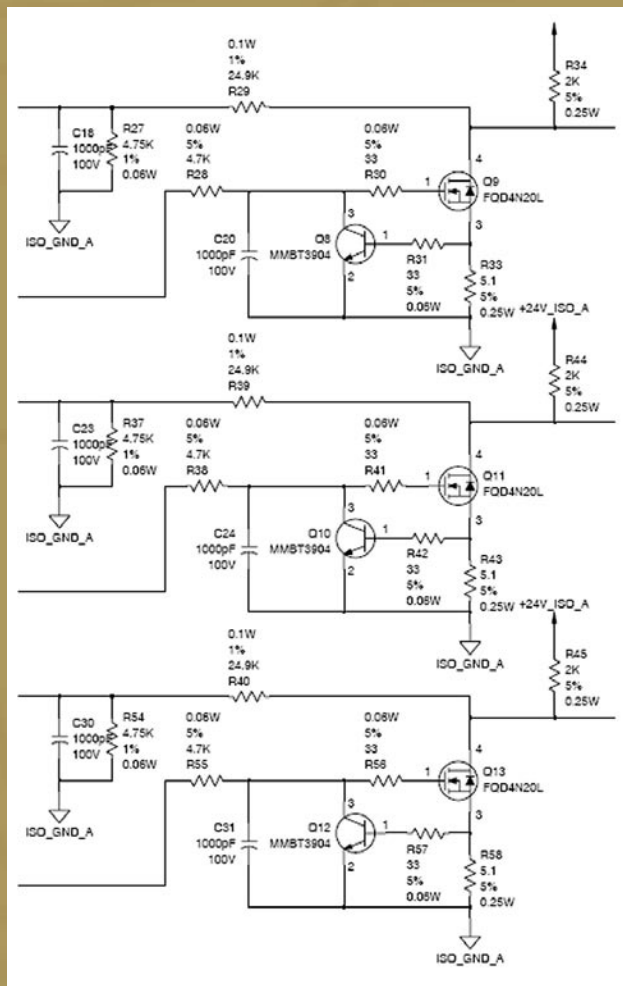 0.1W
1%
24.9K
R29
R34
2K
5%
0.25W
C18
1000pF
100V
R27
4.75K
1%
0.06W
0.06W
5%
4.7K
R28
0.06W
5%
33
R30
4
1
Q9
FQD4N20L
3
ISO_GND_A
C20
1000pF
100V
3
Q8
MMBT3904
1
2
R31
33
5%
0.06W
R33
5.1
5%
0.25W
+24V_ISO_A
ISO_GND_A
0.1W
1%
24.9K
R39
R44
2K
5%
0.25W
C23
1000pF
100V
R37
4.75K
1%
0.06W
0.06W
5%
4.7K
R38
0.06W
5%
33
R41
4
1
Q11
FQD4N20L
3
ISO_GND_A
C24
1000pF
100V
3
Q10
MMBT3904
1
2
R42
33
5%
0.06W
R43
5.1
5%
0.25W
+24V_ISO_A
ISO_GND_A
0.1W
1%
24.9K
R40
R45
2K
5%
0.25W
C30
1000pF
100V
R54
4.75K
1%
0.06W
0.06W
5%
4.7K
R55
0.06W
5%
33
R56
4
1
Q13
FQD4N20L
3
ISO_GND_A
C31
1000pF
100V
3
Q12
MMBT3904
1
2
R57
33
5%
0.06W
R58
5.1
5%
0.25W
ISO_GND_A